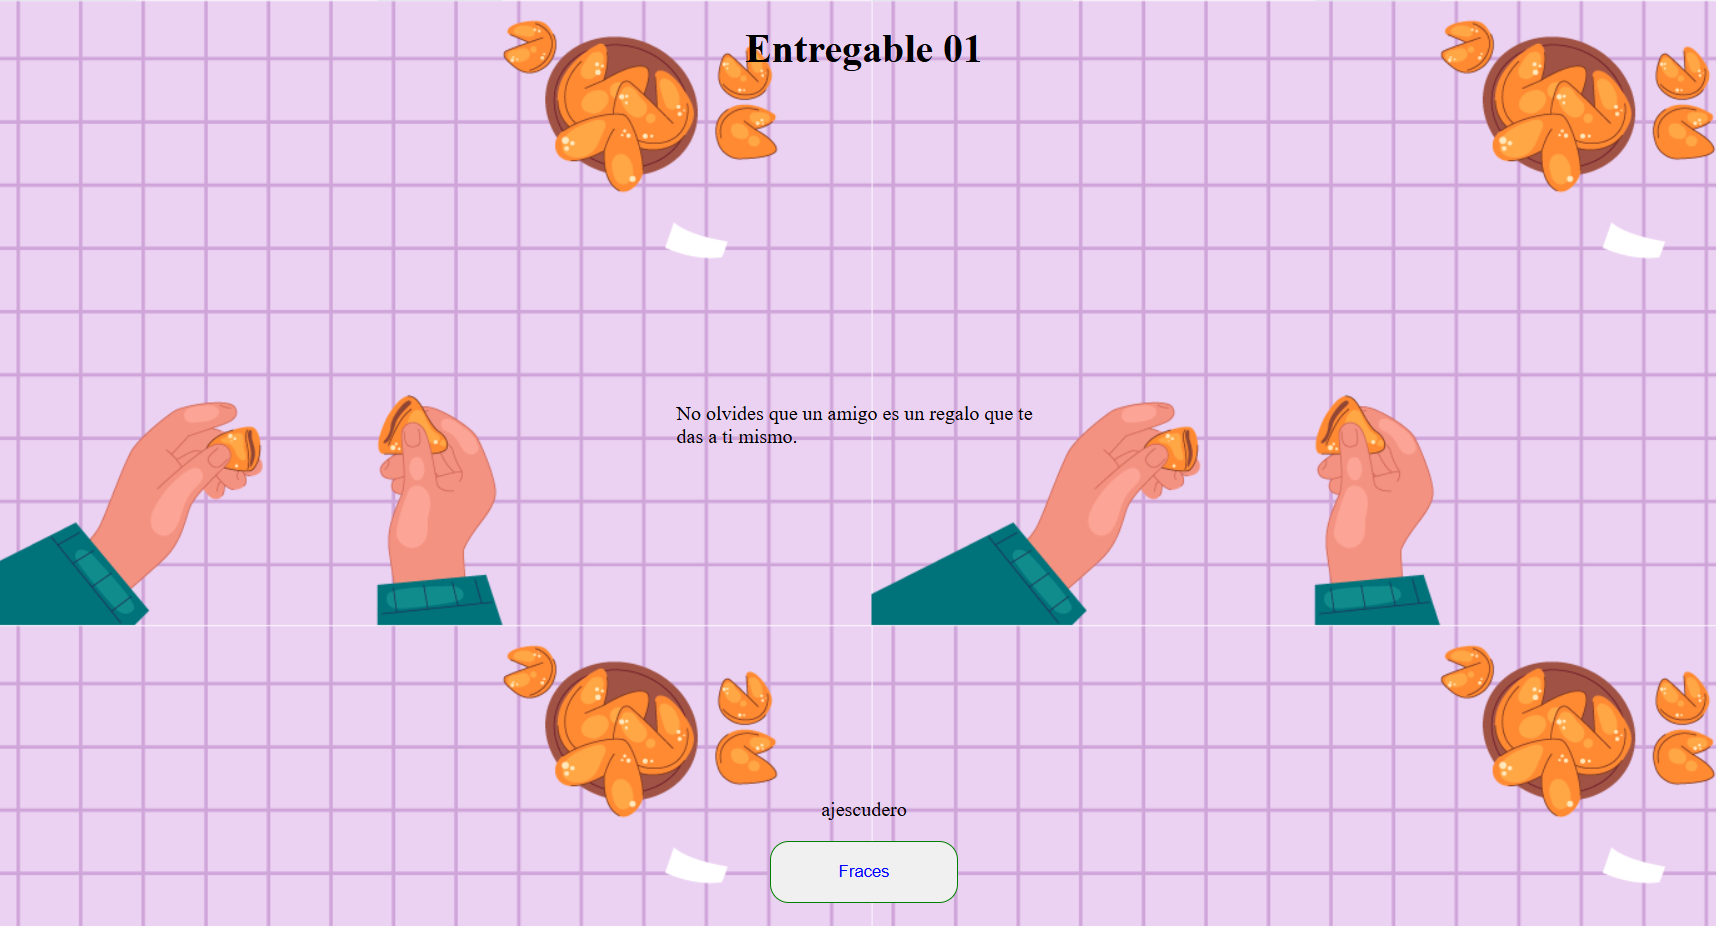 Entregable 01
No olvides que un amigo es un regalo que te
das a ti mismo.
ajescudero
Fraces